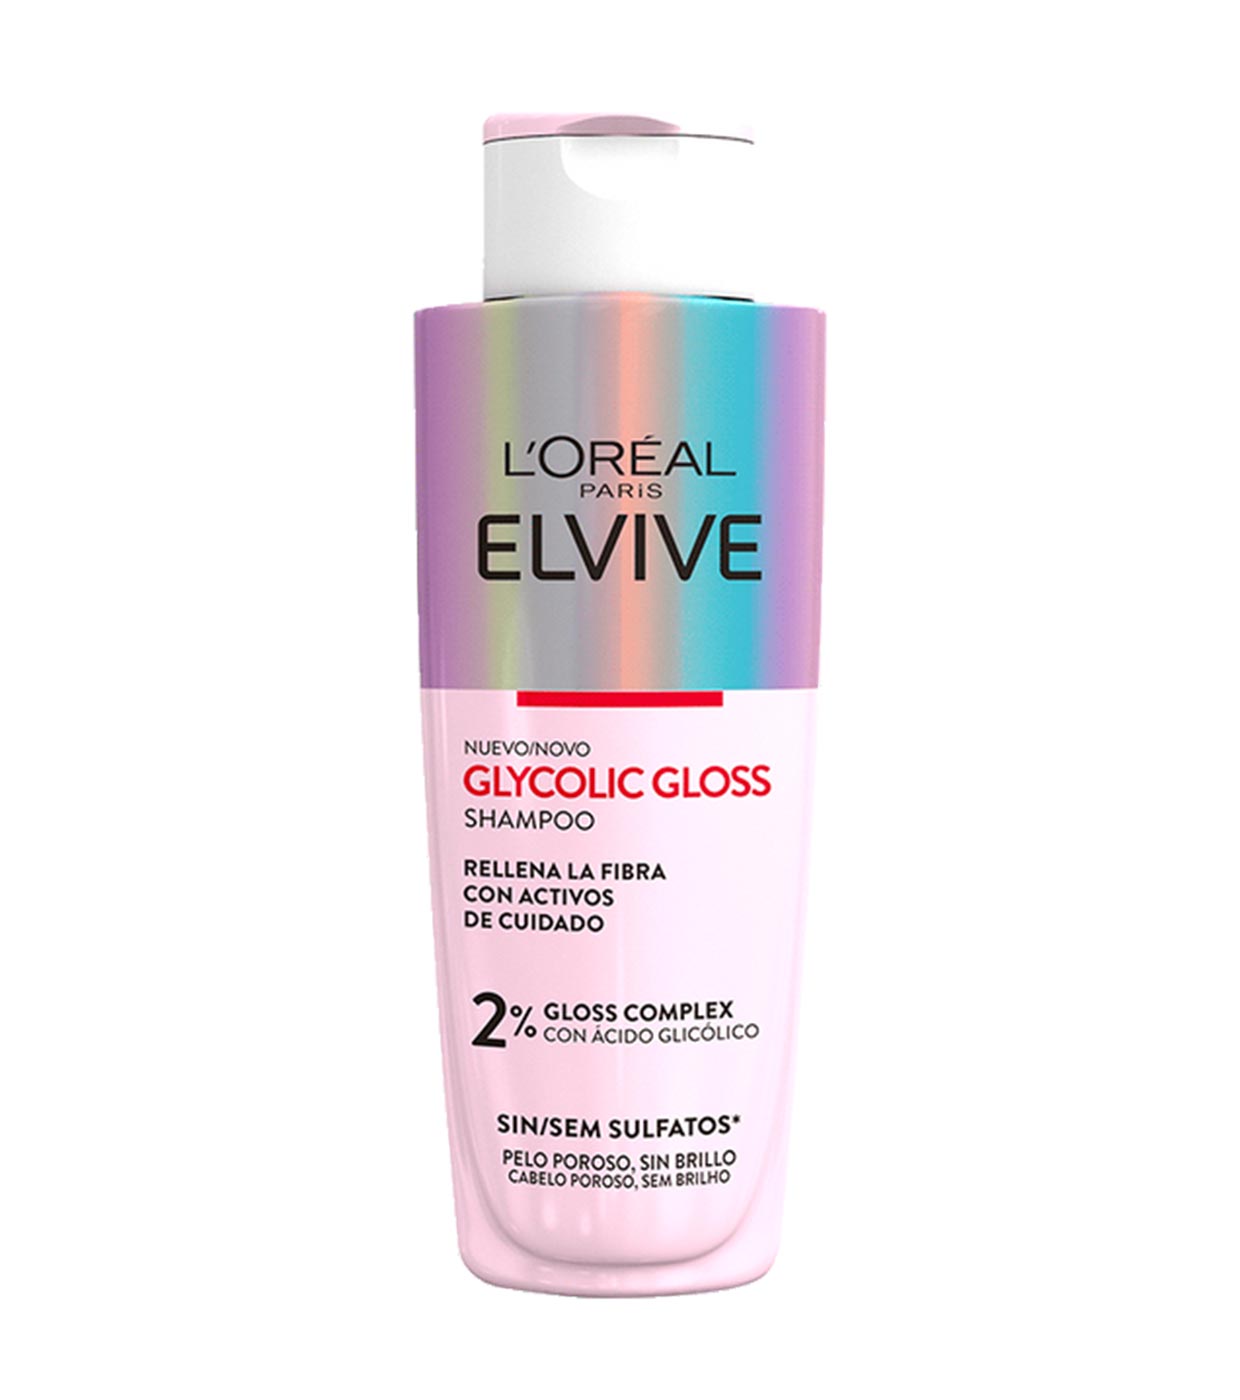 L'ORÉAL
PARiS
ELVIVE
NUEVO/NOVO
GLYCOLIC GLOSS
SHAMPOO
RELLENA LA FIBRA
CON ACTIVOS
DE CUIDADO
2% GLOSS COMPLEX
CON ÁCIDO GLICÓLICO
SIN/SEM SULFATOS*
PELO POROSO, SIN BRILLO
CABELO POROSO, SEM BRILHO